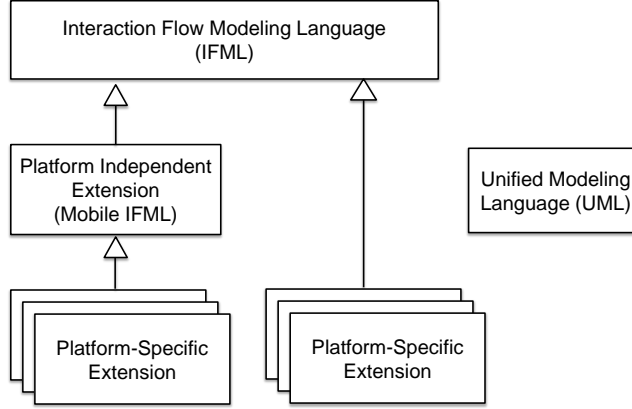 Interaction Flow Modeling Language
(IFML)
Platform Independent
Extension
(Mobile IFML)
Unified Modeling
Language (UML)
Platform-Specific
Extension
Platform-Specific
Extension